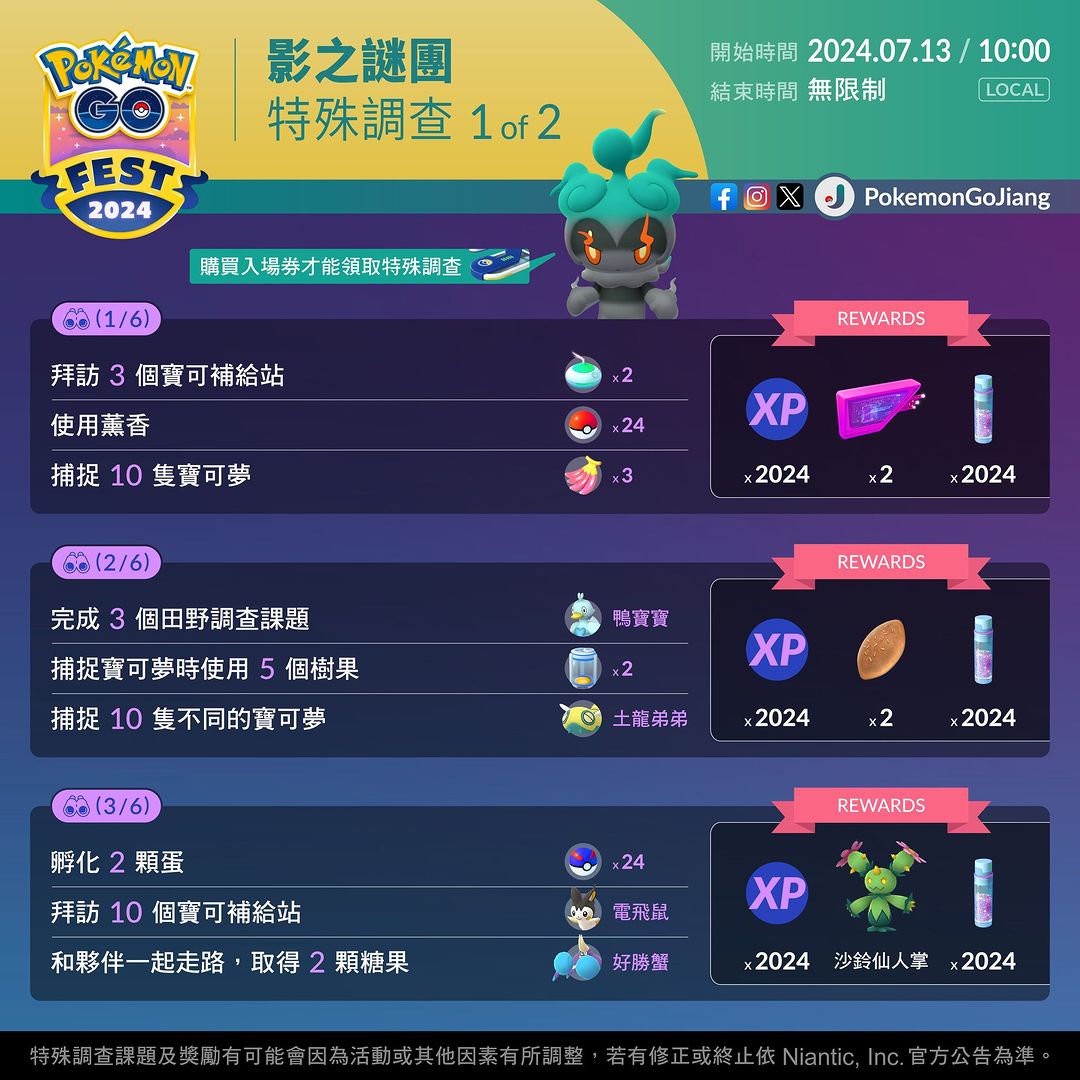 POKÉMON
GO
FEST
2024
影之謎團
特殊調查 1 of 2
開始時間 2024.07.13 / 10:00
結束時間 無限制
LOCAL
PokemonGoJiang
購買入場券才能領取特殊調查
(1/6)
拜訪 3 個寶可補給站
x2
使用薰香
x24
捕捉 10 隻寶可夢
x3
REWARDS
XP
x2024
x2
x2024
(2/6)
完成 3 個田野調查課題
鴨寶寶
捕捉寶可夢時使用 5 個樹果
x2
捕捉 10 隻不同的寶可夢
土龍弟弟
REWARDS
XP
x2024
x2
x2024
(3/6)
孵化 2 顆蛋
x24
拜訪 10 個寶可補給站
電飛鼠
和夥伴一起走路，取得 2 顆糖果
好勝蟹
REWARDS
XP
x2024
沙鈴仙人掌
x2024
特殊調查課題及獎勵有可能會因為活動或其他因素有所調整，若有修正或終止依 Niantic, Inc. 官方公告為準。